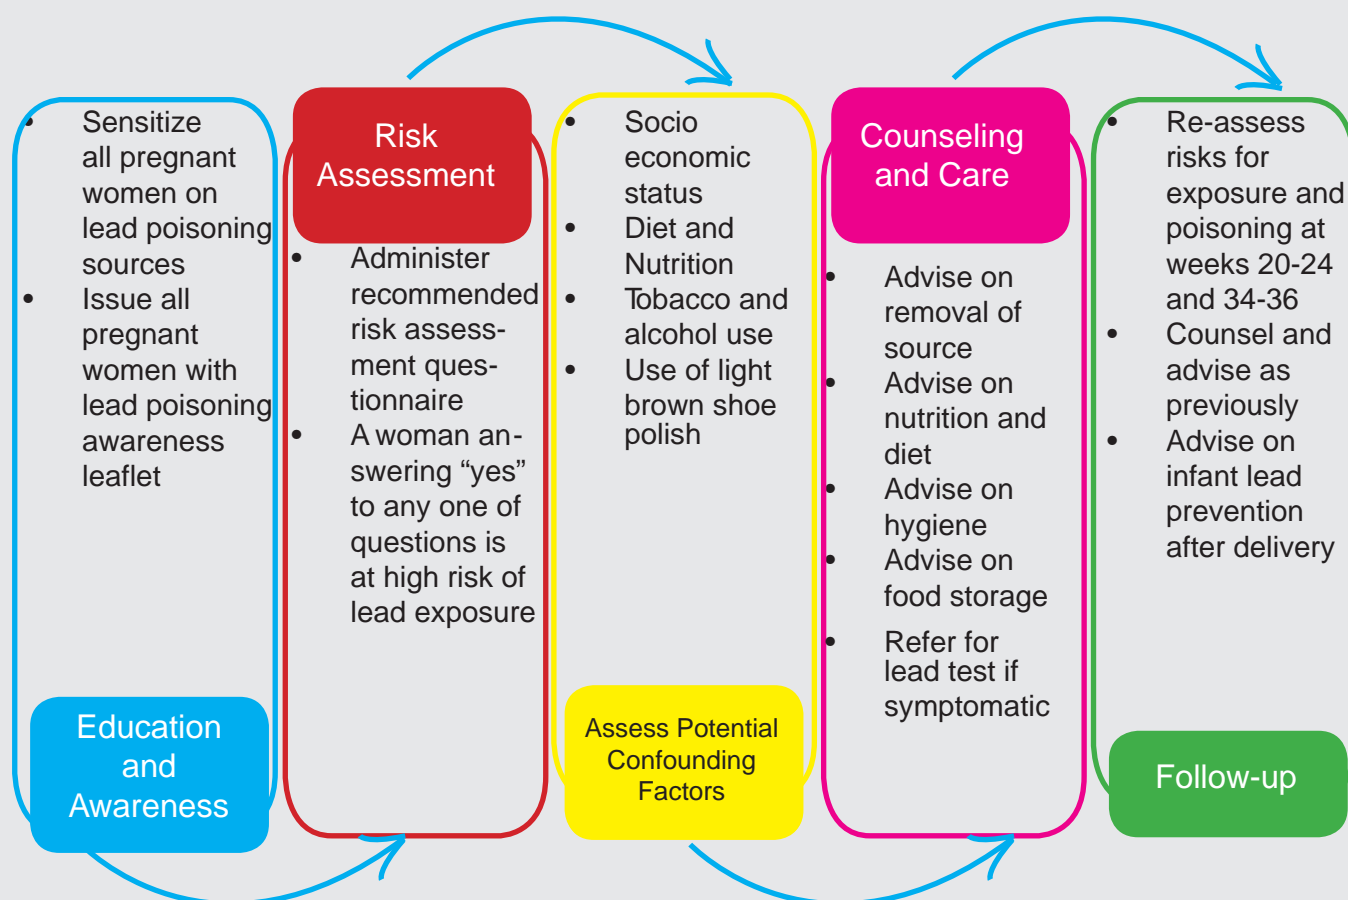 • Sensitize
all pregnant
women on
lead poisoning
sources
• Issue all
pregnant
women with
lead poisoning
awareness
leaflet
Education
and
Awareness
Risk
Assessment
• Administer
recommended
risk assess-
ment ques-
tionnaire
• A woman an-
swering “yes”
to any one of
questions is
at high risk of
lead exposure
• Socio
economic
status
• Diet and
Nutrition
• Tobacco and
alcohol use
• Use of light
brown shoe
polish
Assess Potential
Confounding
Factors
Counseling
and Care
• Advise on
removal of
source
• Advise on
nutrition and
diet
• Advise on
hygiene
• Advise on
food storage
• Refer for
lead test if
symptomatic
• Re-assess
risks for
exposure and
poisoning at
weeks 20-24
and 34-36
• Counsel and
advise as
previously
• Advise on
infant lead
prevention
after delivery
Follow-up